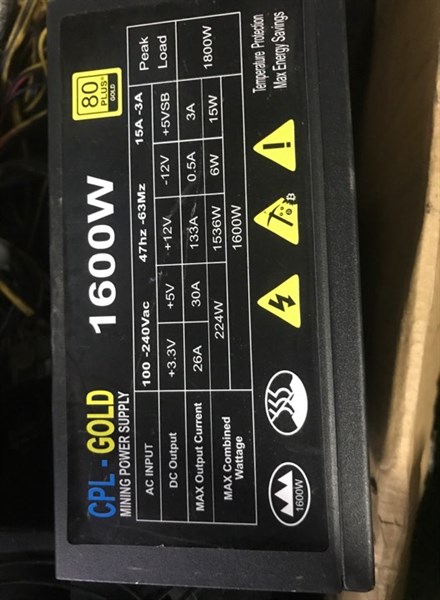 CPL - GOLD 1600W
80
PLUS®
GOLD
MINING POWER SUPPLY
AC INPUT 100 -240Vac 47hz -63Mz 15A -3A Peak Load
DC Output +3.3V +5V +12V -12V +5VSB
MAX Output Current 26A 30A 133A 0.5A 3A 1800W
MAX Combined Wattage 224W 1536W 6W 15W
1600W
1600W
Temperature Protection
Max Energy Savings